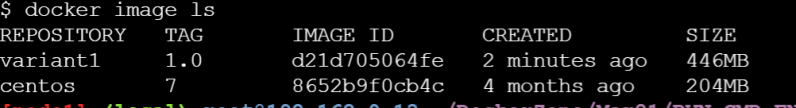 $ docker image ls
REPOSITORY TAG IMAGE ID CREATED SIZE
variant1 1.0 d21d705064fe 2 minutes ago 446MB
centos 7 8652b9f0cb4c 4 months ago 204MB